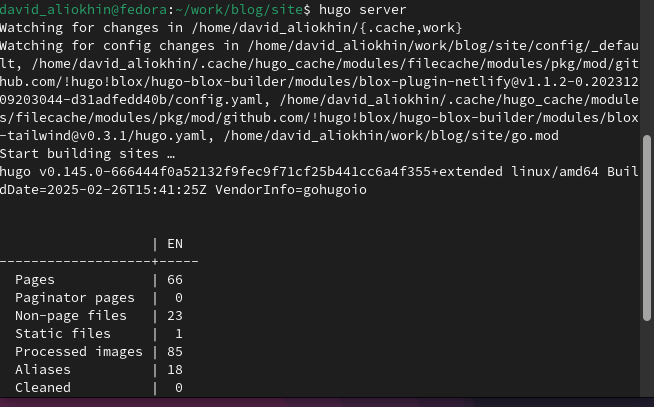 david_aliokhin@fedora:~/work/blog/site$ hugo server
Watching for changes in /home/david_aliokhin/{.cache,work}
Watching for config changes in /home/david_aliokhin/work/blog/site/config/_defau
lt, /home/david_aliokhin/.cache/hugo_cache/modules/filecache/modules/pkg/mod/git
hub.com/!hugo!blox/hugo-blox-builder/modules/blox-plugin-netlify@v1.1.2-0.202312
09203044-d31adfedd40b/config.yaml, /home/david_aliokhin/.cache/hugo_cache/module
s/filecache/modules/pkg/mod/github.com/!hugo!blox/hugo-blox-builder/modules/blox
-tailwind@v0.3.1/hugo.yaml, /home/david_aliokhin/work/blog/site/go.mod
Start building sites …
hugo v0.145.0-666444f0a52132f9fec9f71cf25b441cc6a4f355+extended linux/amd64 Buil
dDate=2025-02-26T15:41:25Z VendorInfo=gohugoio
                   | EN
-------------------+-----
  Pages            | 66
  Paginator pages  |  0
  Non-page files   | 23
  Static files     |  1
  Processed images | 85
  Aliases          | 18
  Cleaned          |  0